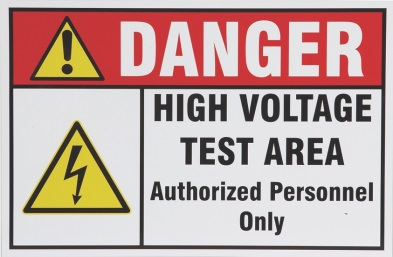 DANGER
HIGH VOLTAGE
TEST AREA
Authorized Personnel
Only